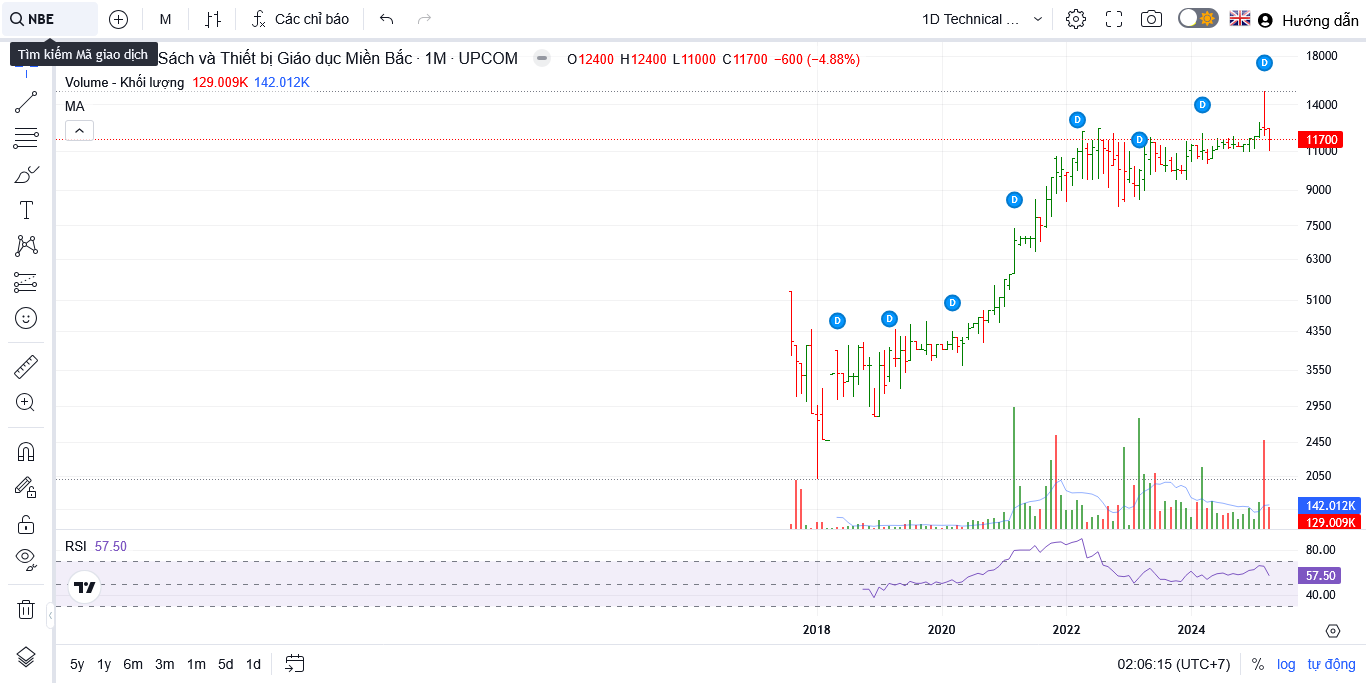 NBE
M
Các chỉ báo
1D Technical ...
Hướng dẫn
Tìm kiếm Mã giao dịch
Sách và Thiết bị Giáo dục Miền Bắc · 1M · UPCOM
O12400 H12400 L11000 C11700 −600 (−4.88%)
Volume - Khối lượng 129.009K 142.012K
MA
D
D
D
D
D
D
D
D
18000
14000
11700
11000
9000
7500
6300
5100
4350
3550
2950
2450
2050
142.012K
129.009K
RSI 57.50
80.00
57.50
40.00
2018 2020 2022 2024
5y 1y 6m 3m 1m 5d 1d
02:06:15 (UTC+7) % log tự động